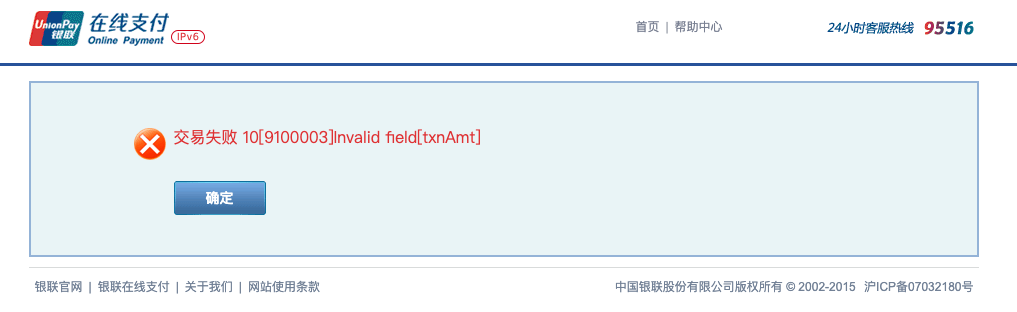 UnionPay 银联 在线支付 Online Payment IPv6 首页 | 帮助中心 24小时客服热线 95516
交易失败 10[9100003]Invalid field[txnAmt]
确定
银联官网 | 银联在线支付 | 关于我们 | 网站使用条款 中国银联股份有限公司版权所有 © 2002-2015 沪ICP备07032180号